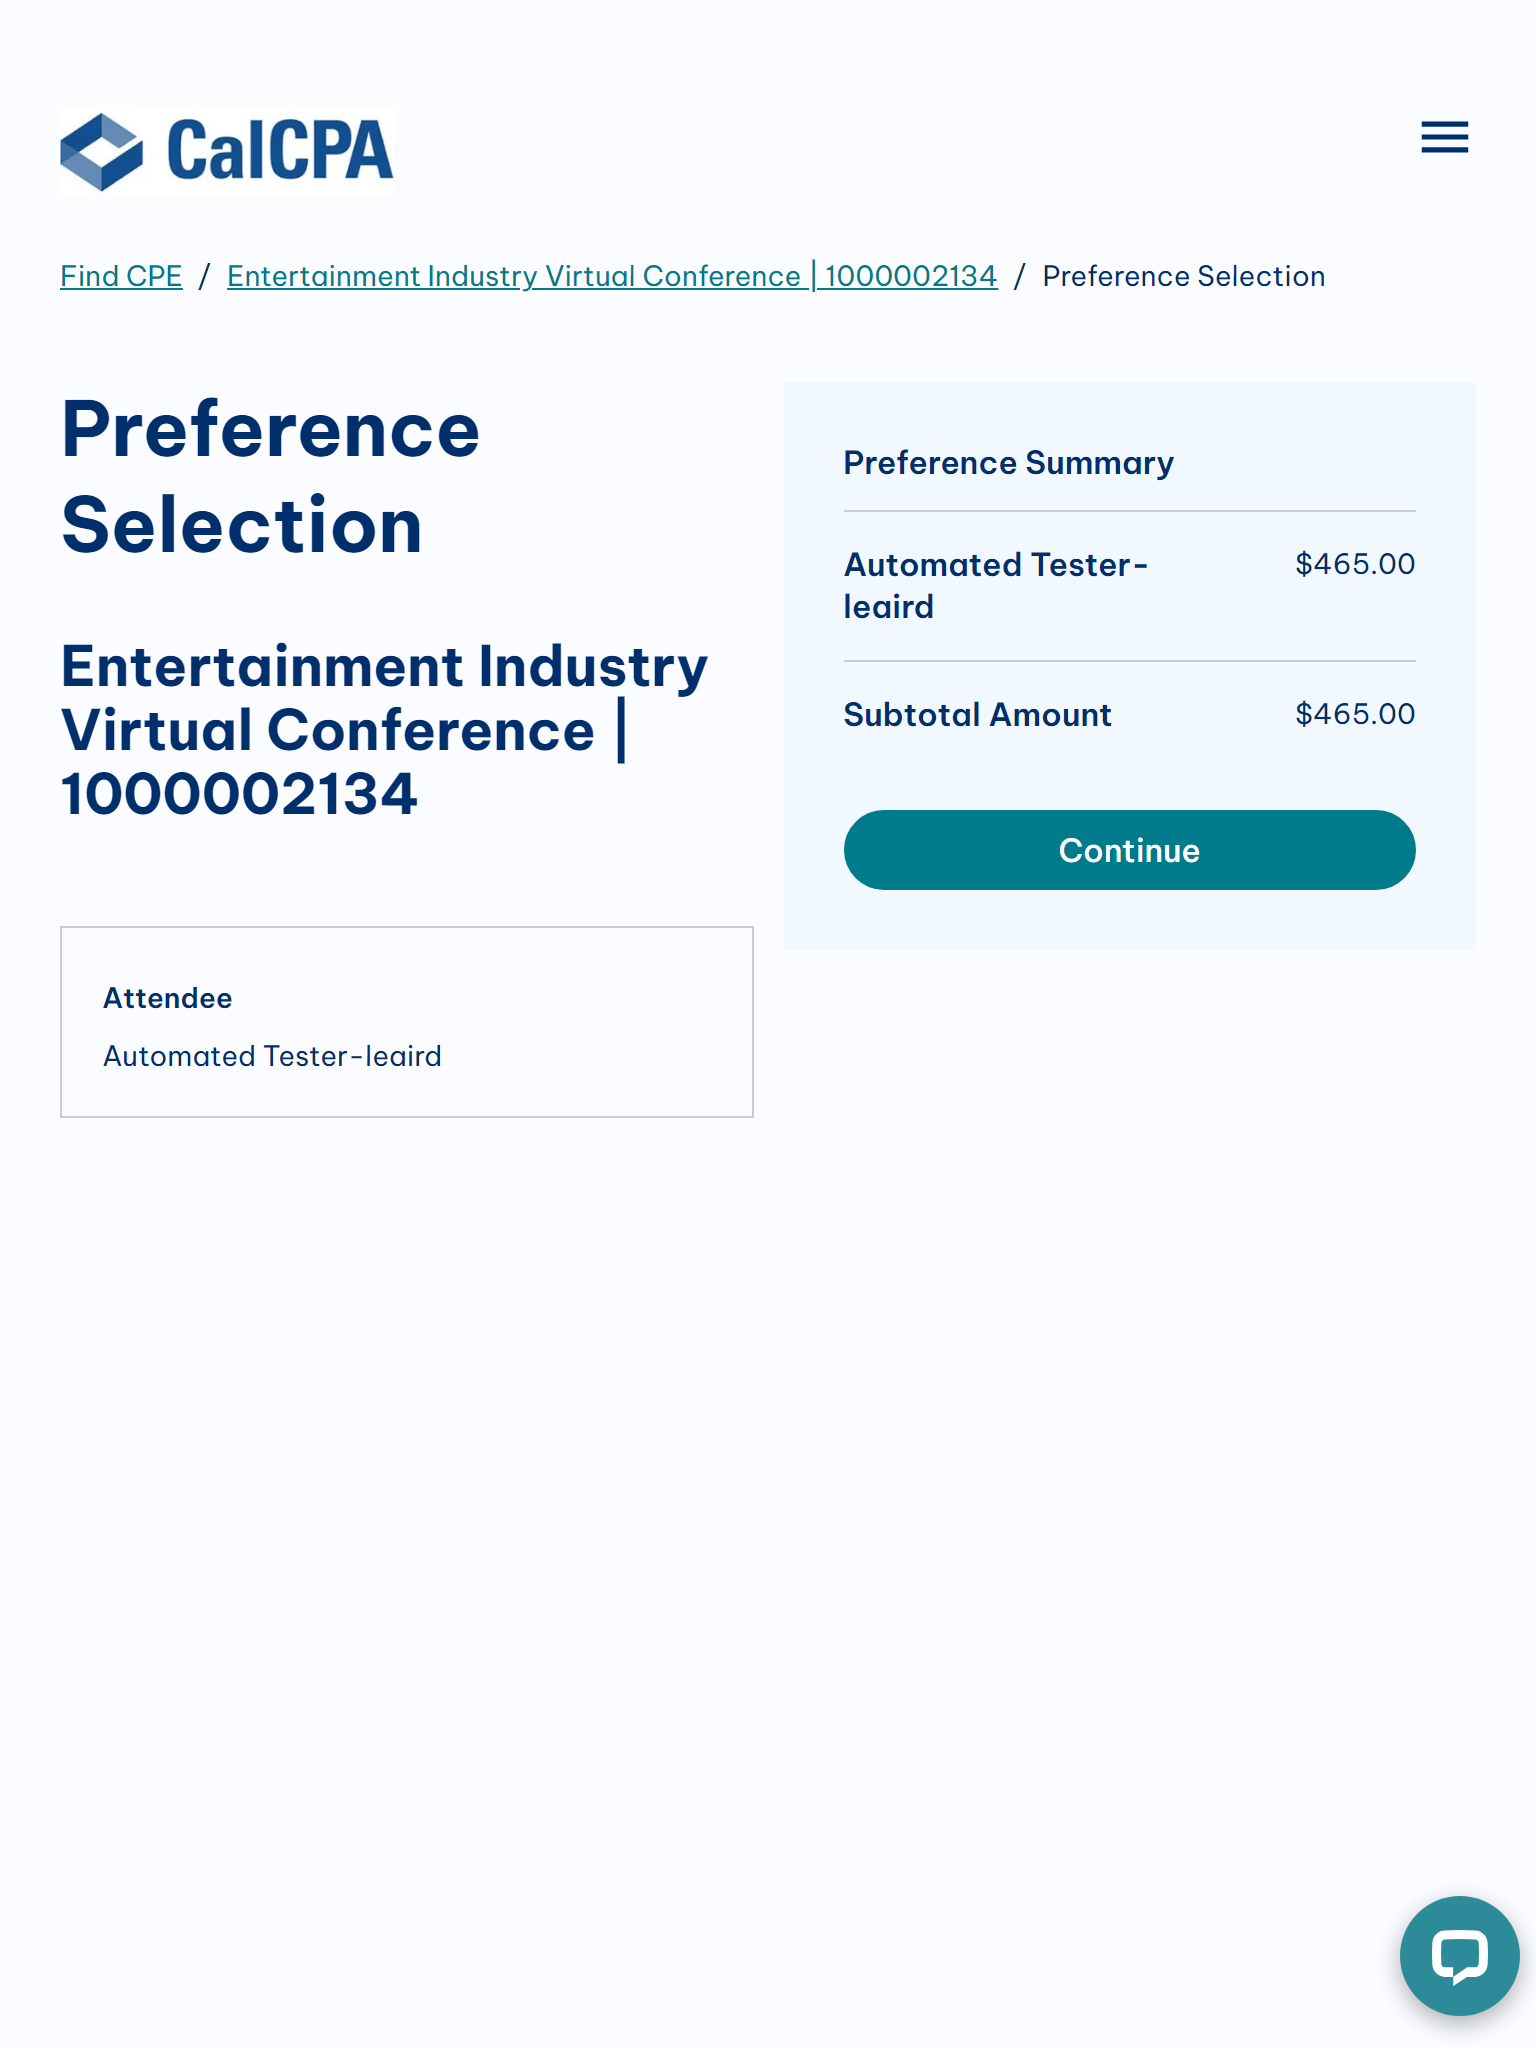 CalCPA
Find CPE / Entertainment Industry Virtual Conference | 1000002134 / Preference Selection
Preference
Selection
Entertainment Industry
Virtual Conference |
1000002134
Attendee
Automated Tester-leaird
Preference Summary
Automated Tester- $465.00
leaird
Subtotal Amount $465.00
Continue